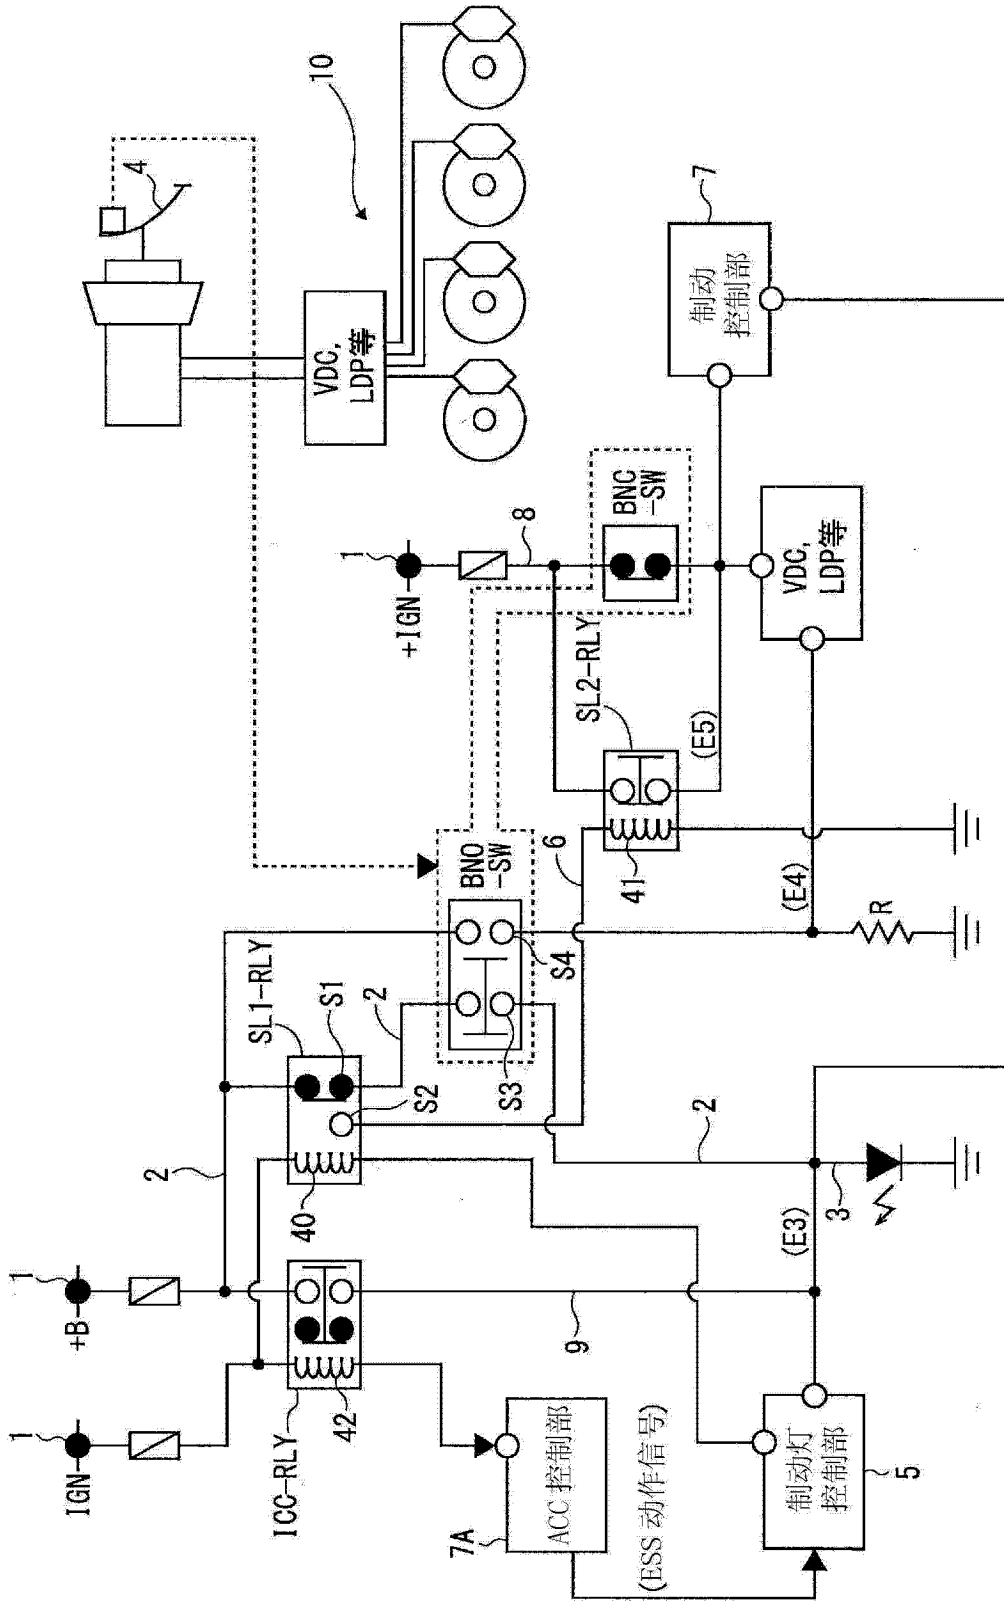 10
4
VDC,
LDP等
7
制动
控制部
1
+IGN
8
BNC
-SW
VDC,
LDP等
SL2-RLY
(E5)
41
6
(E4)
R
BNO
-SW
S4
S3
SL1-RLY
S1
S2
2
2
2
40
3
(E3)
1
+B
9
1
IGN
ICC-RLY
42
7A
ACC 控制部
(ESS 动作信号)
制动灯
控制部
5